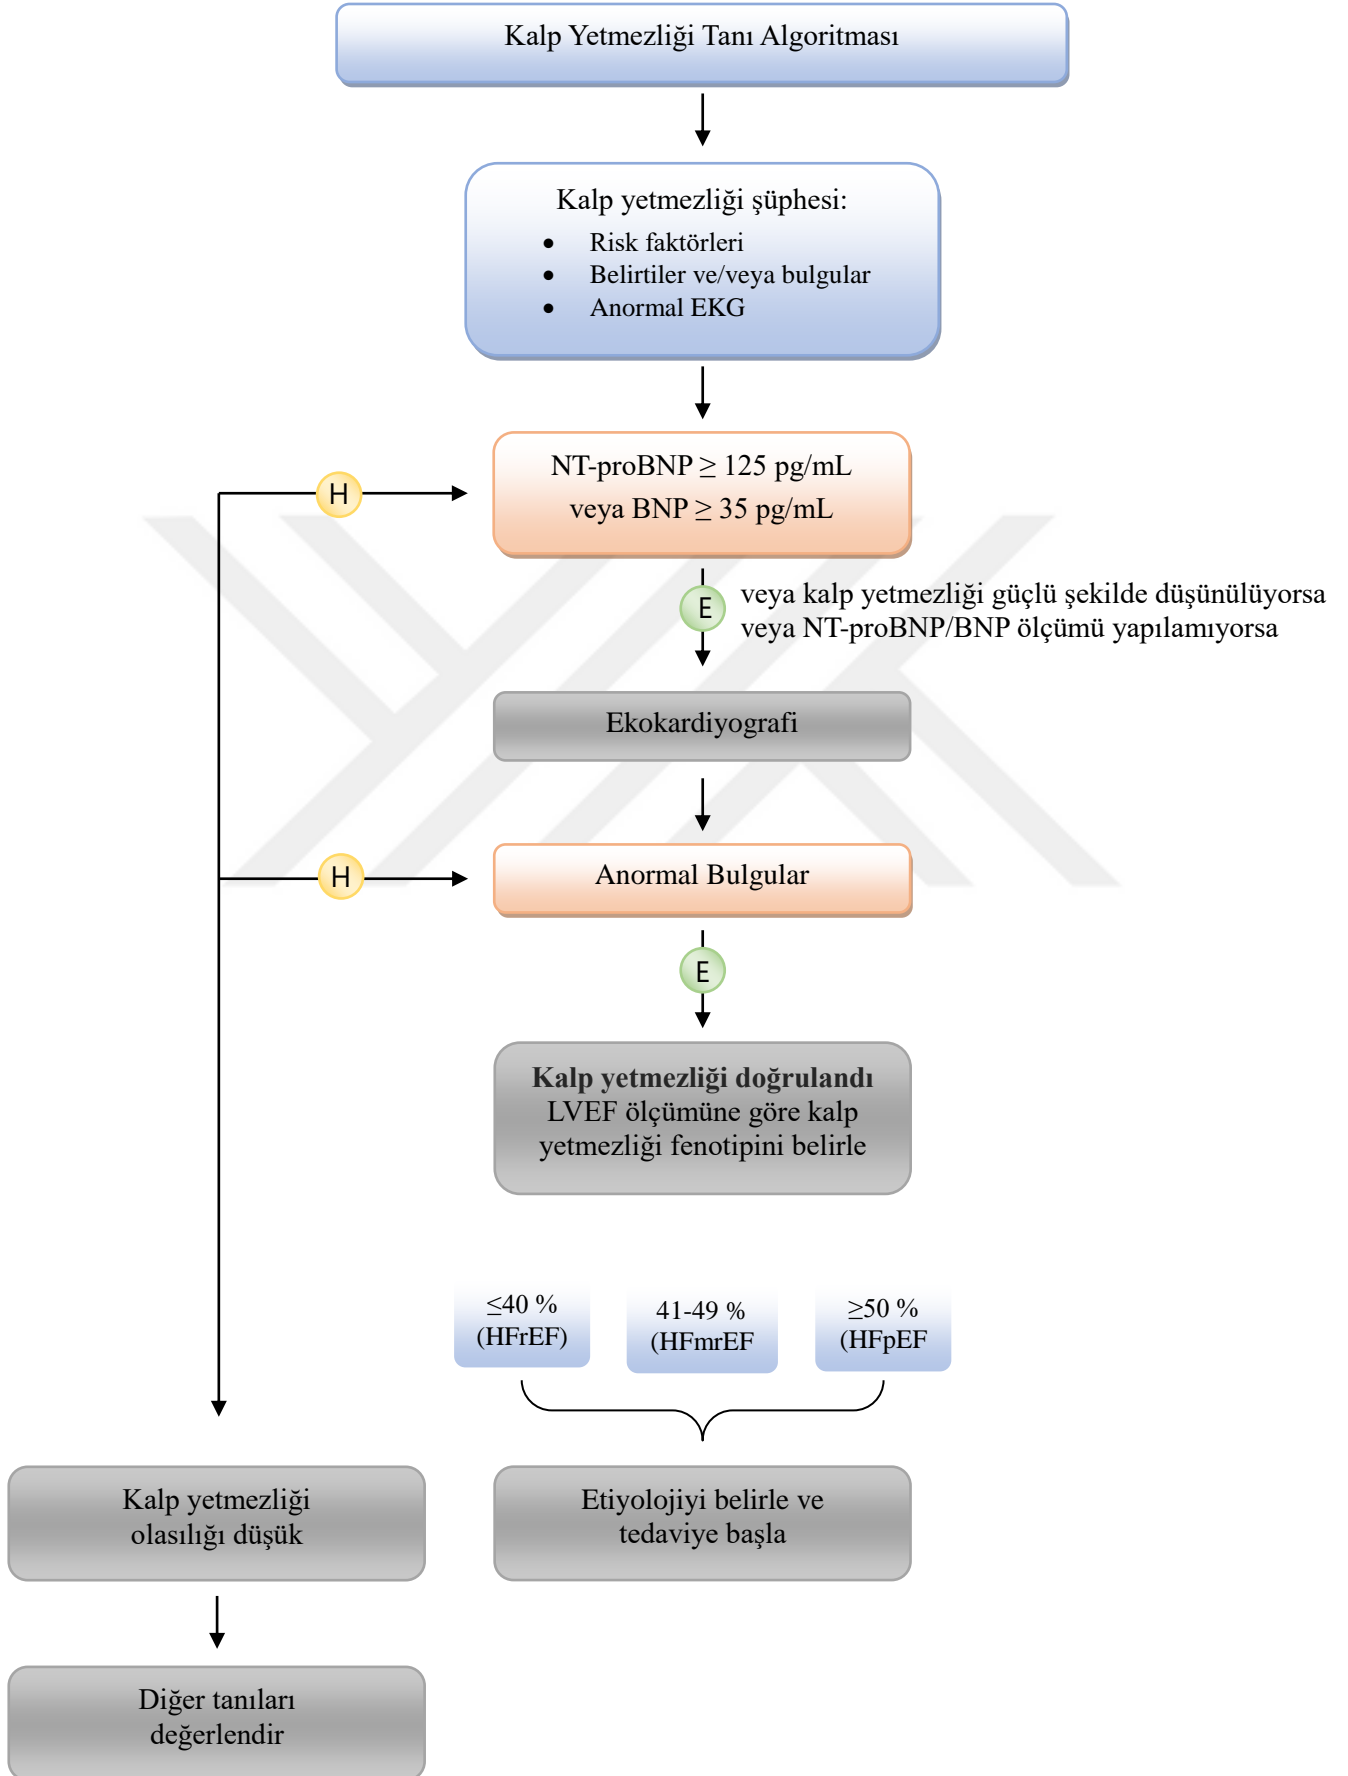 Kalp Yetmezliği Tanı Algoritması
Kalp yetmezliği şüphesi:
• Risk faktörleri
• Belirtiler ve/veya bulgular
• Anormal EKG
NT-proBNP ≥ 125 pg/mL
veya BNP ≥ 35 pg/mL
H
E
veya kalp yetmezliği güçlü şekilde düşünülüyorsa
veya NT-proBNP/BNP ölçümü yapılamıyorsa
Ekokardiyografi
H
Anormal Bulgular
E
Kalp yetmezliği doğrulandı
LVEF ölçümüne göre kalp
yetmezliği fenotipini belirle
≤40 %
(HFrEF)
41-49 %
(HFmrEF
≥50 %
(HFpEF
Kalp yetmezliği
olasılığı düşük
Etiyolojiyi belirle ve
tedaviye başla
Diğer tanıları
değerlendir